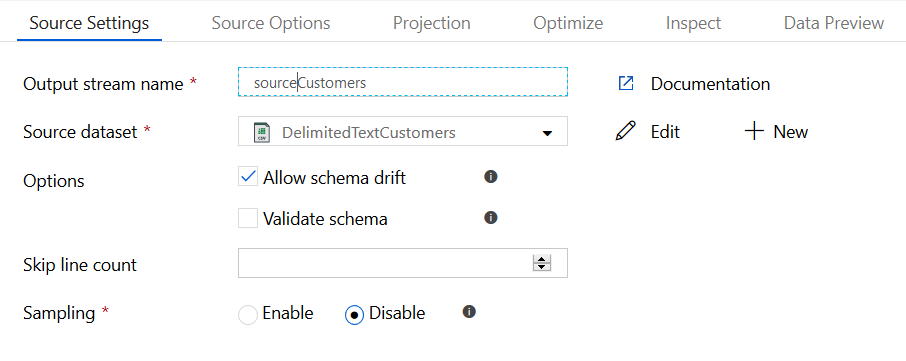 Source Settings Source Options Projection Optimize Inspect Data Preview
Output stream name * sourceCustomers Documentation
Source dataset * CSV DelimitedTextCustomers Edit New
Options Allow schema drift
Validate schema
Skip line count
Sampling * Enable Disable